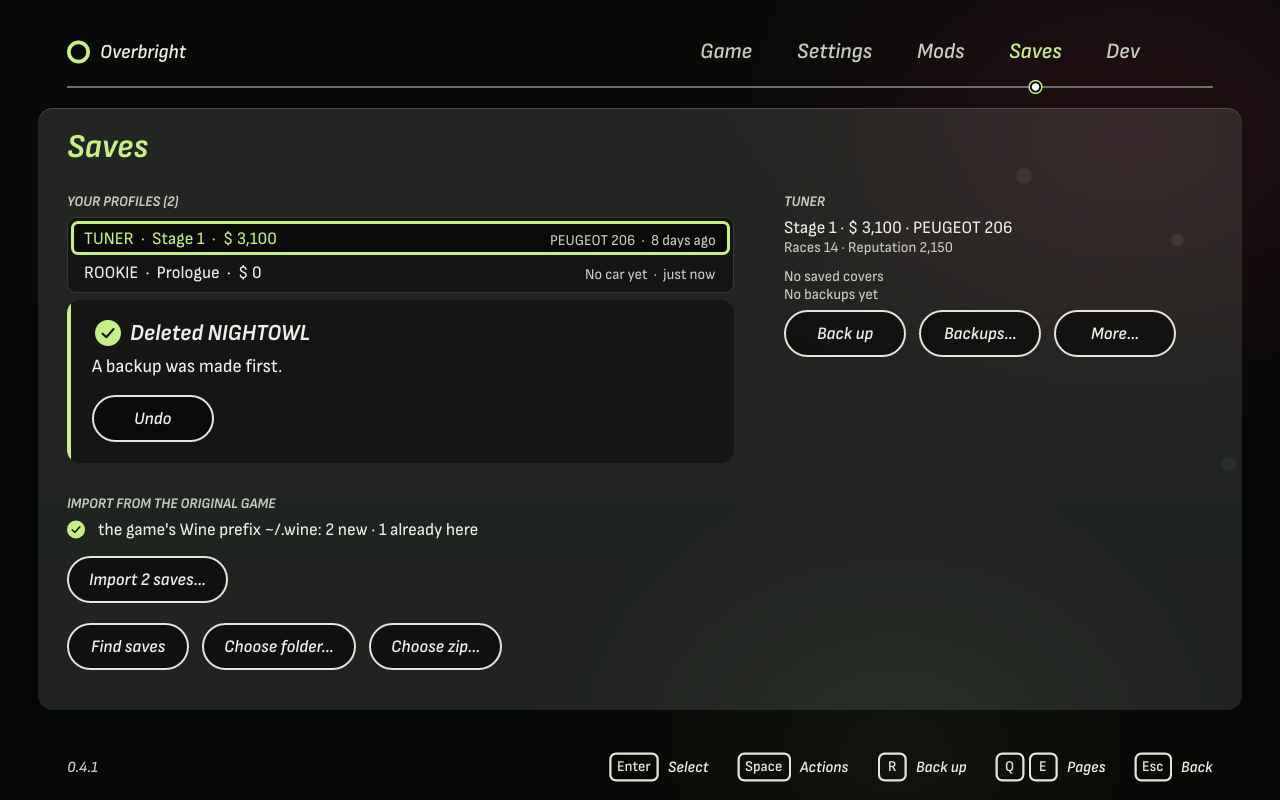 Overbright
Game Settings Mods Saves Dev
Saves
YOUR PROFILES (2)
TUNER · Stage 1 · $ 3,100 PEUGEOT 206 · 8 days ago
ROOKIE · Prologue · $ 0 No car yet · just now
Deleted NIGHTOWL
A backup was made first.
Undo
IMPORT FROM THE ORIGINAL GAME
the game's Wine prefix ~/.wine: 2 new · 1 already here
Import 2 saves...
Find saves Choose folder... Choose zip...
TUNER
Stage 1 · $ 3,100 · PEUGEOT 206
Races 14 · Reputation 2,150
No saved covers
No backups yet
Back up Backups... More...
0.4.1
Enter Select Space Actions R Back up Q E Pages Esc Back